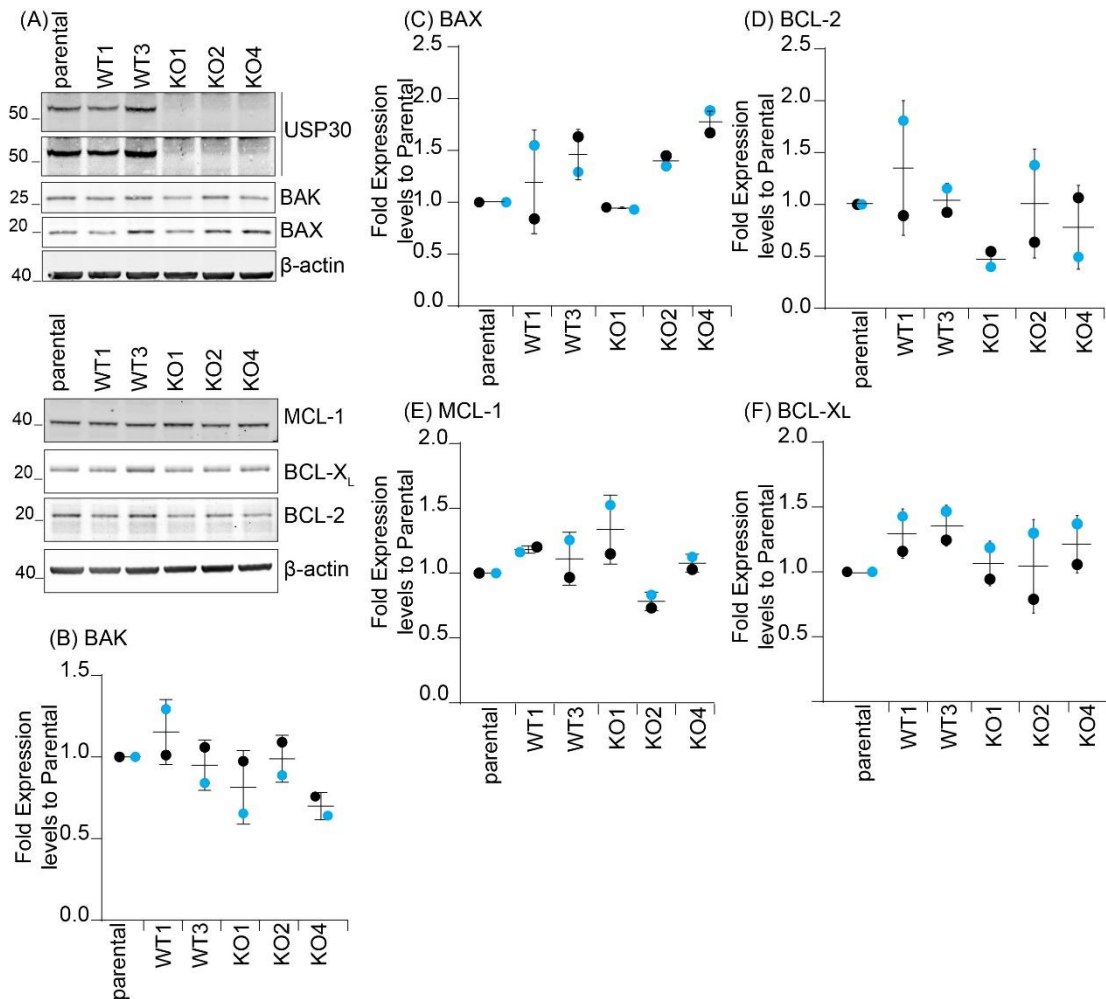 (A)
parental
WT1
WT3
KO1
KO2
KO4
50
USP30
50
25
BAK
20
BAX
40
β-actin
parental
WT1
WT3
KO1
KO2
KO4
40
MCL-1
20
BCL-XL
20
BCL-2
40
β-actin
(B) BAK
Fold Expression
levels to Parental
1.5
1.0
0.5
0.0
parental
WT1
WT3
KO1
KO2
KO4
(C) BAX
Fold Expression
levels to Parental
2.5
2.0
1.5
1.0
0.5
0.0
parental
WT1
WT3
KO1
KO2
KO4
(D) BCL-2
Fold Expression
levels to Parental
2.5
2.0
1.5
1.0
0.5
0.0
parental
WT1
WT3
KO1
KO2
KO4
(E) MCL-1
Fold Expression
levels to Parental
2.0
1.5
1.0
0.5
0.0
parental
WT1
WT3
KO1
KO2
KO4
(F) BCL-XL
Fold Expression
levels to Parental
2.0
1.5
1.0
0.5
parental
WT1
WT3
KO1
KO2
KO4